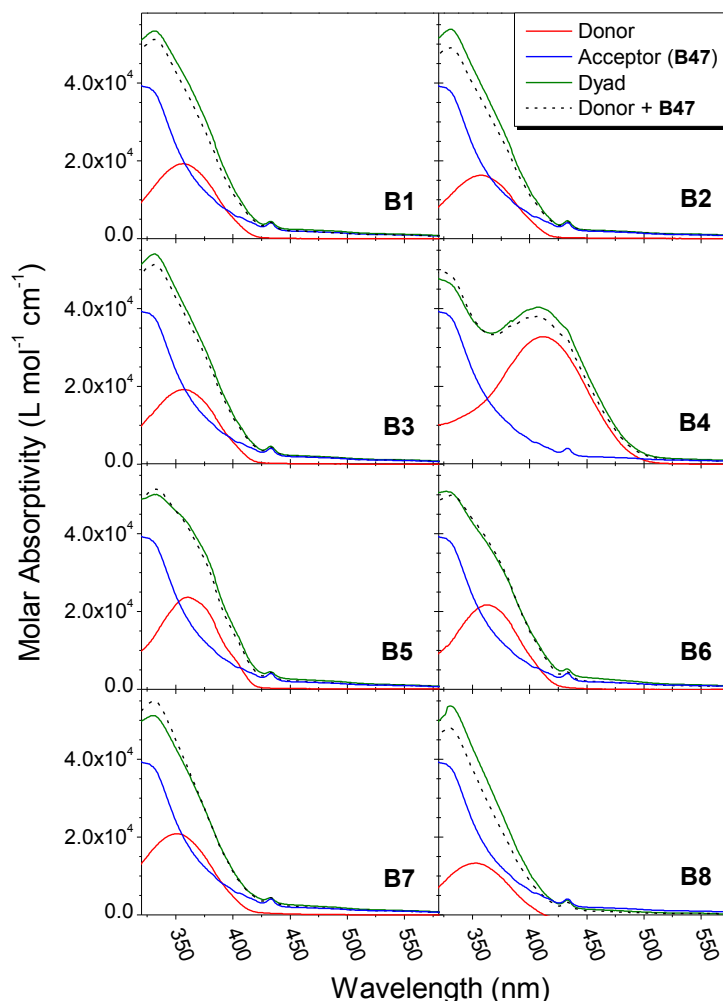 Donor
Acceptor (B47)
Dyad
Donor + B47
4.0x10⁴
2.0x10⁴
0.0
B1
B2
4.0x10⁴
2.0x10⁴
0.0
B3
B4
4.0x10⁴
2.0x10⁴
0.0
B5
B6
4.0x10⁴
2.0x10⁴
0.0
B7
B8
350 400 450 500 550 350 400 450 500 550
Molar Absorptivity (L mol⁻¹ cm⁻¹)
Wavelength (nm)